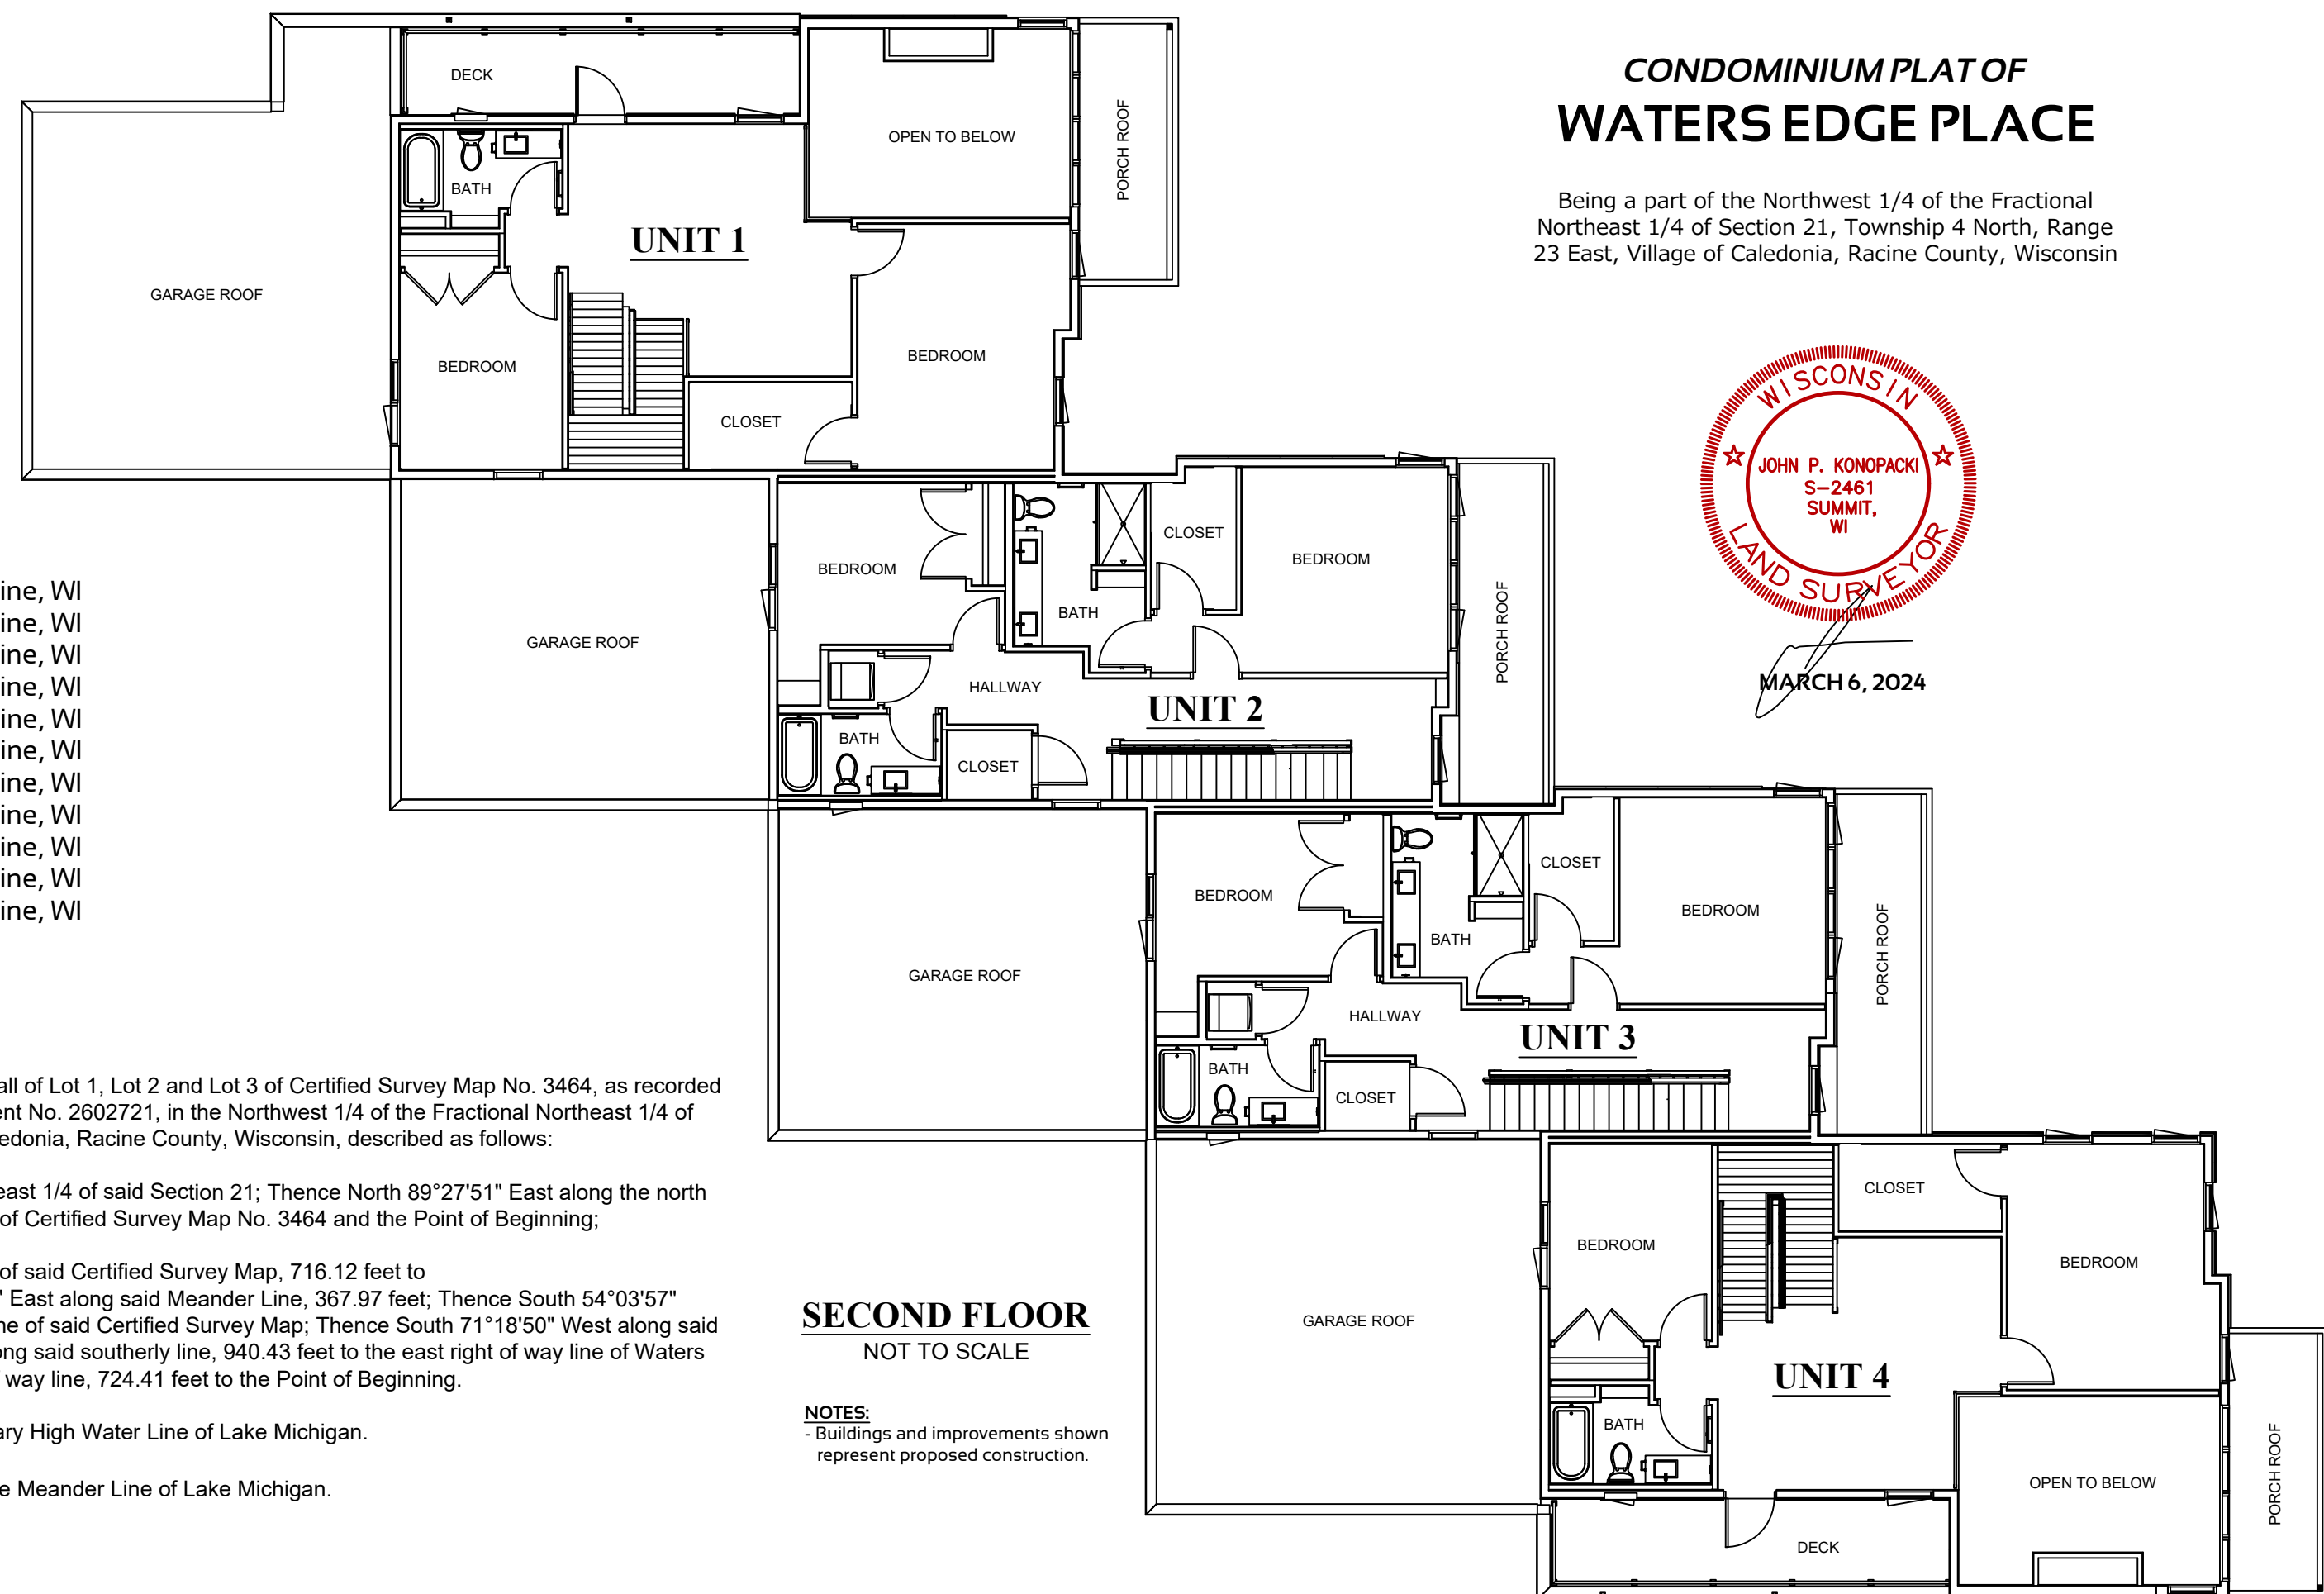 CONDOMINIUM PLAT OF
WATERS EDGE PLACE
Being a part of the Northwest 1/4 of the Fractional
Northeast 1/4 of Section 21, Township 4 North, Range
23 East, Village of Caledonia, Racine County, Wisconsin
WISCONSIN
JOHN P. KONOPACKI
S-2461
SUMMIT,
WI
LAND SURVEYOR
MARCH 6, 2024
DECK
OPEN TO BELOW
PORCH ROOF
BATH
UNIT 1
GARAGE ROOF
BEDROOM
BEDROOM
CLOSET
BEDROOM
CLOSET
BEDROOM
BATH
PORCH ROOF
GARAGE ROOF
HALLWAY
UNIT 2
BATH
CLOSET
BEDROOM
CLOSET
BEDROOM
BATH
PORCH ROOF
GARAGE ROOF
HALLWAY
UNIT 3
BATH
CLOSET
CLOSET
BEDROOM
BEDROOM
GARAGE ROOF
UNIT 4
BATH
OPEN TO BELOW
PORCH ROOF
DECK
ine, WI
ine, WI
ine, WI
ine, WI
ine, WI
ine, WI
ine, WI
ine, WI
ine, WI
ine, WI
ine, WI
all of Lot 1, Lot 2 and Lot 3 of Certified Survey Map No. 3464, as recorded
ent No. 2602721, in the Northwest 1/4 of the Fractional Northeast 1/4 of
edonia, Racine County, Wisconsin, described as follows:
east 1/4 of said Section 21; Thence North 89°27'51" East along the north
of Certified Survey Map No. 3464 and the Point of Beginning;
of said Certified Survey Map, 716.12 feet to
" East along said Meander Line, 367.97 feet; Thence South 54°03'57"
ne of said Certified Survey Map; Thence South 71°18'50" West along said
ong said southerly line, 940.43 feet to the east right of way line of Waters
way line, 724.41 feet to the Point of Beginning.
ary High Water Line of Lake Michigan.
e Meander Line of Lake Michigan.
SECOND FLOOR
NOT TO SCALE
NOTES:
- Buildings and improvements shown
represent proposed construction.